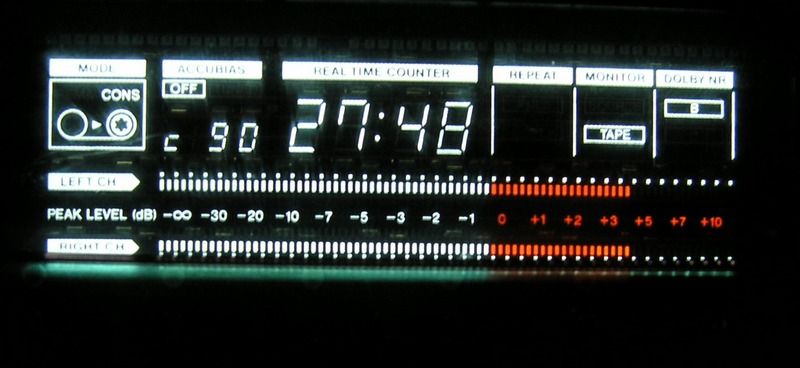 MODE ACCUBIAS REAL TIME COUNTER REPEAT MONITOR DOLBY NR
CONS OFF B
c 90 27:48 TAPE
LEFT CH
PEAK LEVEL (dB) -∞ -30 -20 -10 -7 -5 -3 -2 -1 0 +1 +2 +3 +5 +7 +10
RIGHT CH